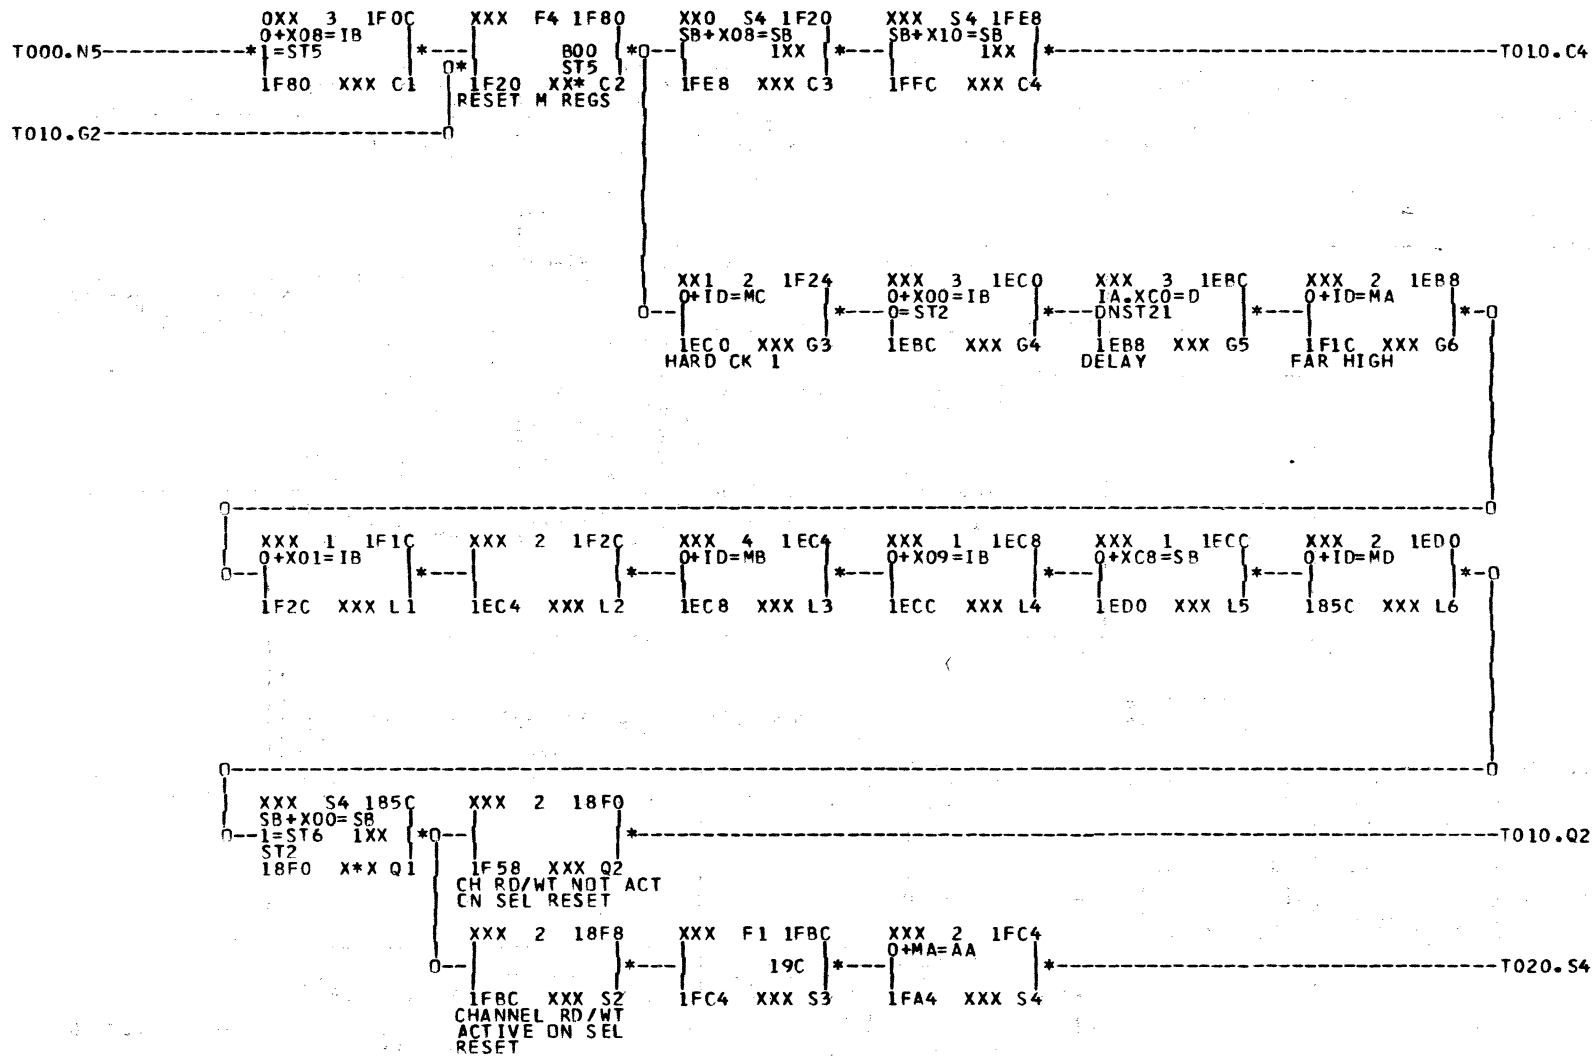 0XX 3 1F0C XXX F4 1F80 XX0 S4 1F20 XXX S4 1FE8
0+X08=IB SB+X08=SB SB+X10=SB
T000.N5 * 1=ST5 * B00 * 1XX * 1XX * T010.C4
* ST5
1F80 XXX C1 1F20 XX* C2 1FE8 XXX C3 1FFC XXX C4
RESET M REGS
T010.G2
XX1 2 1F24 XXX 3 1EC0 XXX 3 1EBC XXX 2 1EB8
0+ID=MC 0+X00=IB IA.XC0=D 0+ID=MA
* 0=ST2 * DNST21 * *
1EC0 XXX G3 1EBC XXX G4 1EB8 XXX G5 1F1C XXX G6
HARD CK 1 DELAY FAR HIGH
XXX 1 1F1C XXX 2 1F2C XXX 4 1EC4 XXX 1 1EC8 XXX 1 1ECC XXX 2 1ED0
0+X01=IB 0+ID=MB 0+X09=IB 0+XC8=SB 0+ID=MD
* * * * * *
1F2C XXX L1 1EC4 XXX L2 1EC8 XXX L3 1ECC XXX L4 1ED0 XXX L5 185C XXX L6
XXX S4 185C XXX 2 18F0
SB+X00=SB
1=ST6 1XX * * T010.Q2
ST2
18F0 X*X Q1 1F58 XXX Q2
CH RD/WT NOT ACT
CN SEL RESET
XXX 2 18F8 XXX F1 1FBC XXX 2 1FC4
0+MA=AA
* 19C * * T020.S4
1FBC XXX S2 1FC4 XXX S3 1FA4 XXX S4
CHANNEL RD/WT
ACTIVE ON SEL
RESET